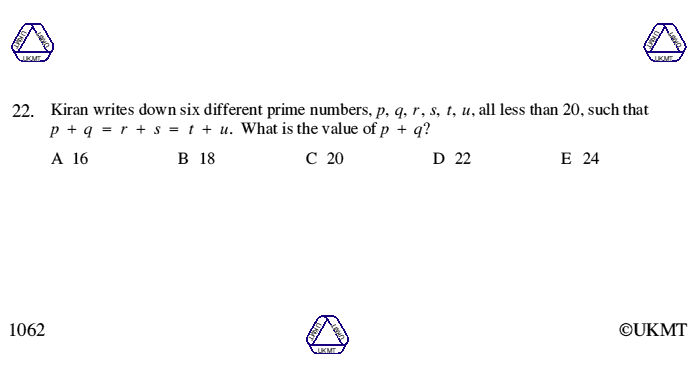 UKMT UKMT UKMT
UKMT UKMT UKMT
22. Kiran writes down six different prime numbers, p, q, r, s, t, u, all less than 20, such that
p + q = r + s = t + u. What is the value of p + q?
A 16 B 18 C 20 D 22 E 24
1062
UKMT UKMT UKMT
©UKMT